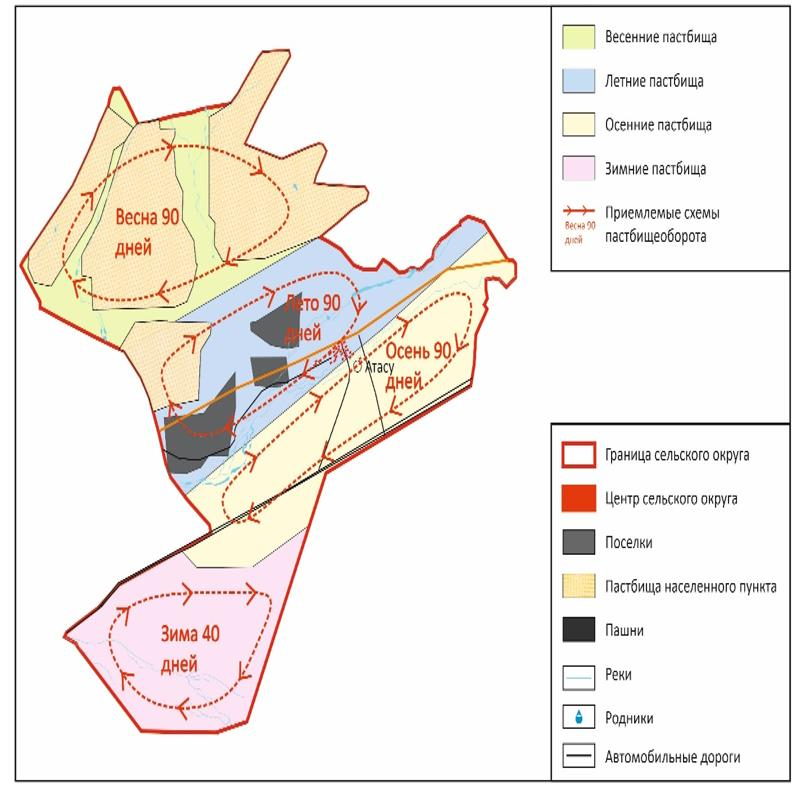 Весна 90
дней
Лето 90
дней
Осень 90
дней
Атасу
Зима 40
дней
Весенние пастбища
Летние пастбища
Осенние пастбища
Зимние пастбища
Весна 90
дней
Приемлемые схемы
пастбищеоборота
Граница сельского округа
Центр сельского округа
Поселки
Пастбища населенного пункта
Пашни
Реки
Родники
Автомобильные дороги